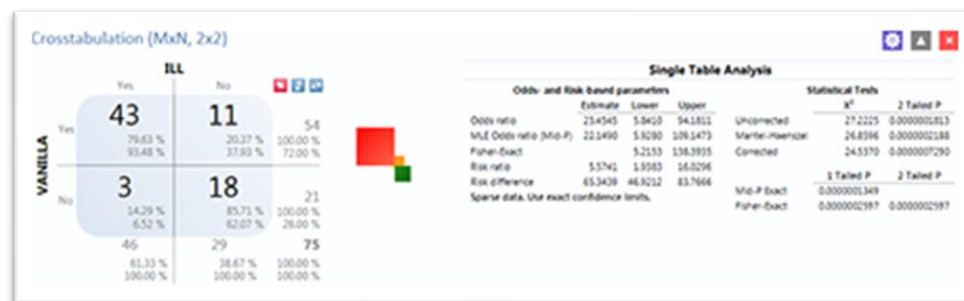 Crosstabulation (MxN, 2x2)
ILL
Yes No
VANILLA
Yes 43 11 54
79.63 % 20.37 % 100.00 %
93.48 % 37.93 % 72.00 %
No 3 18 21
14.29 % 85.71 % 100.00 %
6.52 % 62.07 % 28.00 %
46 29 75
61.33 % 38.67 % 100.00 %
100.00 % 100.00 % 100.00 %
Single Table Analysis
Odds- and Risk-based parameters
Estimate Lower Upper
Odds ratio 23.4545 5.8410 94.1811
MLE Odds ratio (Mid-P) 22.1490 5.9280 109.1473
Fisher-Exact 5.2153 138.3935
Risk ratio 5.5741 1.9383 16.0296
Risk difference 65.3439 46.9212 83.7666
Sparse data. Use exact confidence limits.
Statistical Tests
X² 2 Tailed P
Uncorrected 27.2225 0.0000001813
Mantel-Haenszel 26.8596 0.0000002188
Corrected 24.5370 0.0000007290
1 Tailed P 2 Tailed P
Mid-P Exact 0.0000001349
Fisher-Exact 0.0000002597 0.0000002597